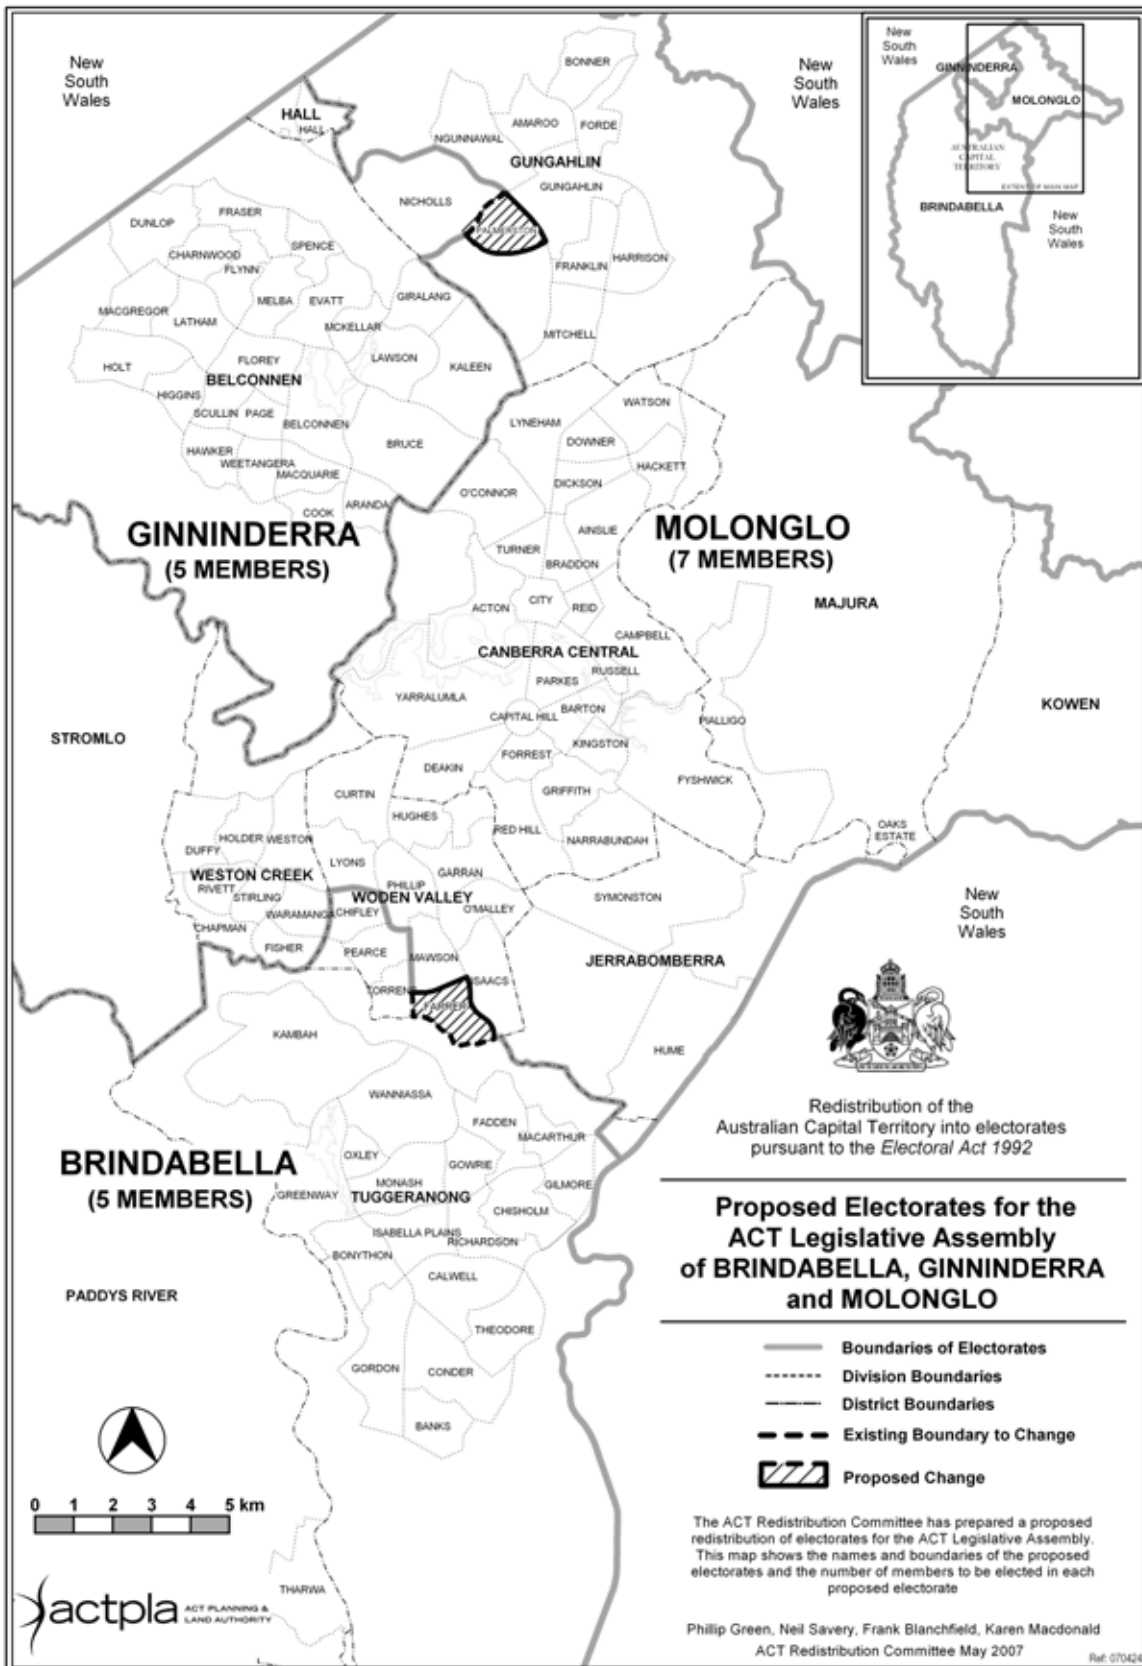 New
South
Wales
New
South
Wales
New
South
Wales
GINNINDERRA
MOLONGLO
AUSTRALIAN
CAPITAL
TERRITORY
EXTENT OF MAIN MAP
BRINDABELLA
New
South
Wales
BONNER
HALL
HALL
AMAROO
FORDE
NGUNNAWAL
GUNGAHLIN
GUNGAHLIN
NICHOLLS
PALMERSTON
DUNLOP
FRASER
SPENCE
CHARNWOOD
FLYNN
FRANKLIN
HARRISON
MELBA
EVATT
GIRALANG
MACGREGOR
LATHAM
MCKELLAR
MITCHELL
HOLT
FLOREY
LAWSON
KALEEN
BELCONNEN
HIGGINS
SCULLIN
PAGE
BELCONNEN
LYNEHAM
WATSON
DOWNER
BRUCE
HAWKER
WEETANGERA
MACQUARIE
HACKETT
DICKSON
O'CONNOR
ARANDA
COOK
GINNINDERRA
(5 MEMBERS)
MOLONGLO
(7 MEMBERS)
AINSLIE
TURNER
BRADDON
CITY
ACTON
REID
MAJURA
CAMPBELL
CANBERRA CENTRAL
RUSSELL
PARKES
YARRALUMLA
BARTON
CAPITAL HILL
KOWEN
PIALLIGO
STROMLO
KINGSTON
FORREST
DEAKIN
FYSHWICK
CURTIN
GRIFFITH
HUGHES
RED HILL
OAKS
ESTATE
HOLDER
WESTON
NARRABUNDAH
DUFFY
LYONS
GARRAN
WESTON CREEK
RIVETT
PHILLIP
WODEN VALLEY
STIRLING
SYMONSTON
WARAMANGA
CHIFLEY
O'MALLEY
CHAPMAN
FISHER
PEARCE
MAWSON
JERRABOMBERRA
ISAACS
TORRENS
FARRER
New
South
Wales
KAMBAH
HUME
WANNIASSA
FADDEN
MACARTHUR
OXLEY
GOWRIE
BRINDABELLA
(5 MEMBERS)
MONASH
GILMORE
GREENWAY
TUGGERANONG
CHISHOLM
ISABELLA PLAINS
RICHARDSON
BONYTHON
CALWELL
PADDYS RIVER
THEODORE
GORDON
CONDER
BANKS
THARWA
Redistribution of the
Australian Capital Territory into electorates
pursuant to the Electoral Act 1992
Proposed Electorates for the
ACT Legislative Assembly
of BRINDABELLA, GINNINDERRA
and MOLONGLO
Boundaries of Electorates
Division Boundaries
District Boundaries
Existing Boundary to Change
Proposed Change
The ACT Redistribution Committee has prepared a proposed
redistribution of electorates for the ACT Legislative Assembly.
This map shows the names and boundaries of the proposed
electorates and the number of members to be elected in each
proposed electorate
Phillip Green, Neil Savery, Frank Blanchfield, Karen Macdonald
ACT Redistribution Committee May 2007
Ref: 070424
0 1 2 3 4 5 km
actpla ACT PLANNING &
LAND AUTHORITY